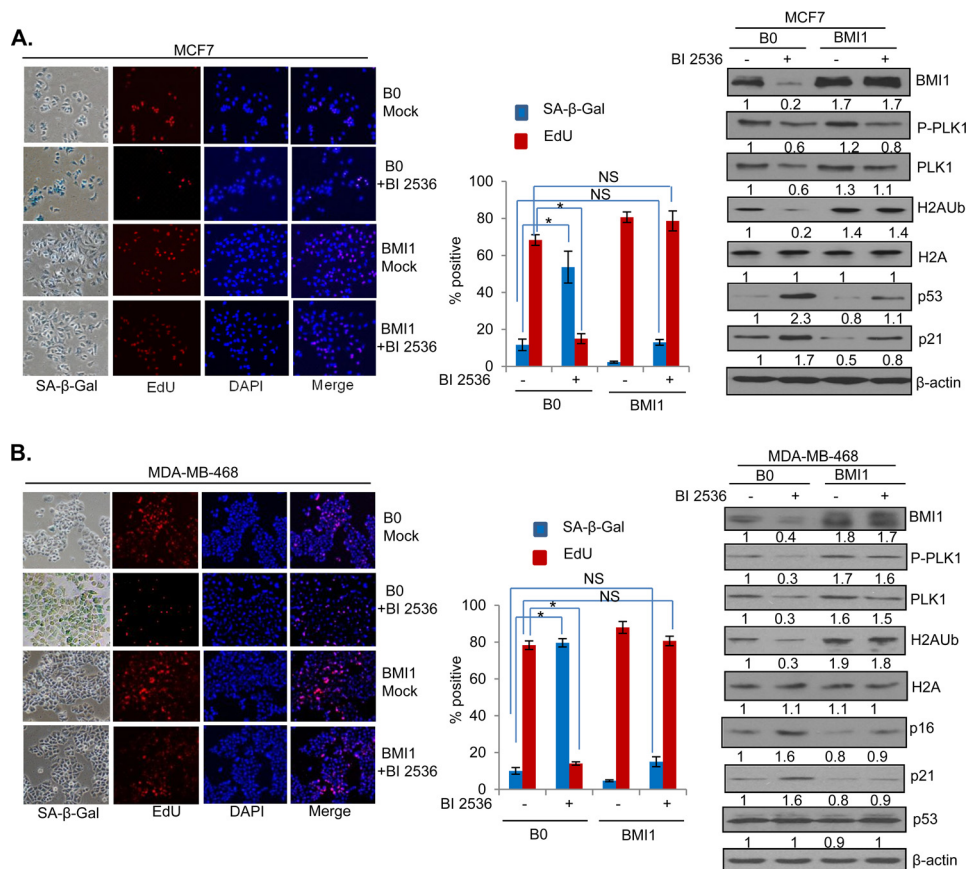 A.
MCF7
B0
Mock
B0
+BI 2536
BMI1
Mock
BMI1
+BI 2536
SA-β-Gal EdU DAPI Merge
SA-β-Gal
EdU
NS
NS
*
*
% positive
100
80
60
40
20
0
BI 2536 - + - +
B0 BMI1
MCF7
B0 BMI1
BI 2536 - + - +
BMI1
1 0.2 1.7 1.7
P-PLK1
1 0.6 1.2 0.8
PLK1
1 0.6 1.3 1.1
H2AUb
1 0.2 1.4 1.4
H2A
1 1 1 1
p53
1 2.3 0.8 1.1
p21
1 1.7 0.5 0.8
β-actin
B.
MDA-MB-468
B0
Mock
B0
+BI 2536
BMI1
Mock
BMI1
+BI 2536
SA-β-Gal EdU DAPI Merge
SA-β-Gal
EdU
NS
NS
*
*
% positive
100
80
60
40
20
0
BI 2536 - + - +
B0 BMI1
MDA-MB-468
B0 BMI1
BI 2536 - + - +
BMI1
1 0.4 1.8 1.7
P-PLK1
1 0.3 1.7 1.6
PLK1
1 0.3 1.6 1.5
H2AUb
1 0.3 1.9 1.8
H2A
1 1.1 1.1 1
p16
1 1.6 0.8 0.9
p21
1 1.6 0.8 0.9
p53
1 1 0.9 1
β-actin